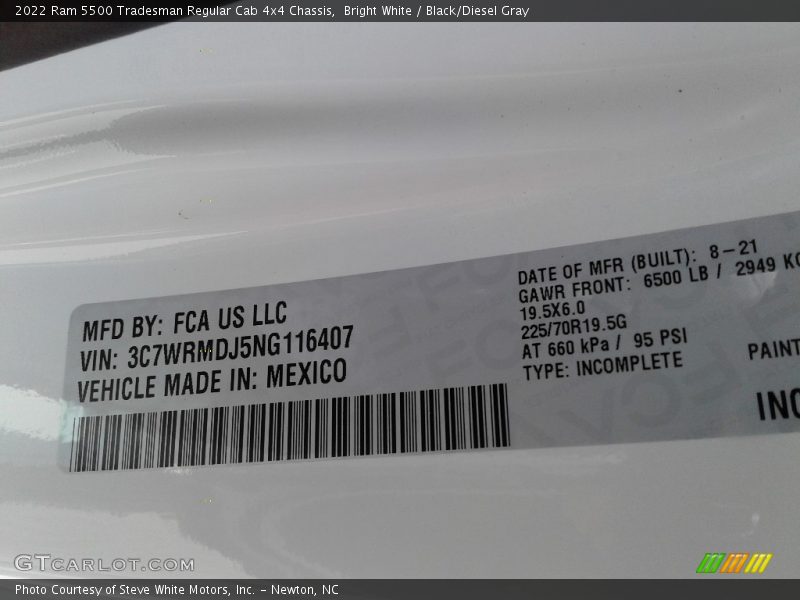 2022 Ram 5500 Tradesman Regular Cab 4x4 Chassis, Bright White / Black/Diesel Gray
MFD BY: FCA US LLC
VIN: 3C7WRMDJ5NG116407
VEHICLE MADE IN: MEXICO
DATE OF MFR (BUILT): 8-21
GAWR FRONT: 6500 LB / 2949 KG
19.5X6.0
225/70R19.5G
AT 660 kPa / 95 PSI
TYPE: INCOMPLETE
PAINT
INC
GTCARLOT.COM
Photo Courtesy of Steve White Motors, Inc. – Newton, NC